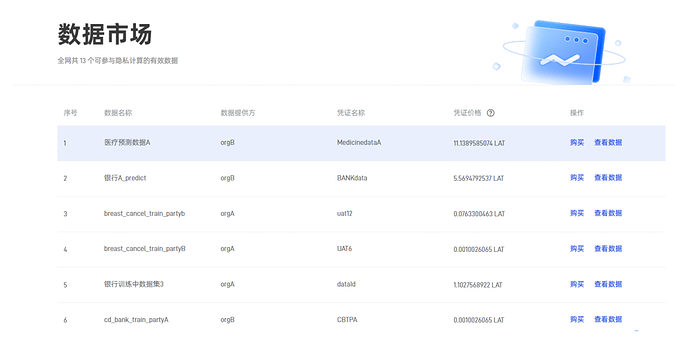 数据市场
全网共 13 个可参与隐私计算的有效数据
序号 数据名称 数据提供方 凭证名称 凭证价格 ? 操作
1 医疗预测数据A orgB MedicinedataA 11.1389585074 LAT 购买 查看数据
2 银行A_predict orgB BANKdata 5.5694792537 LAT 购买 查看数据
3 breast_cancel_train_partyb orgA uat12 0.0763300463 LAT 购买 查看数据
4 breast_cancel_train_partyB orgA UAT6 0.0010026065 LAT 购买 查看数据
5 银行训练中数据集3 orgA dataId 1.1027568922 LAT 购买 查看数据
6 cd_bank_train_partyA orgB CBTPA 0.0010026065 LAT 购买 查看数据